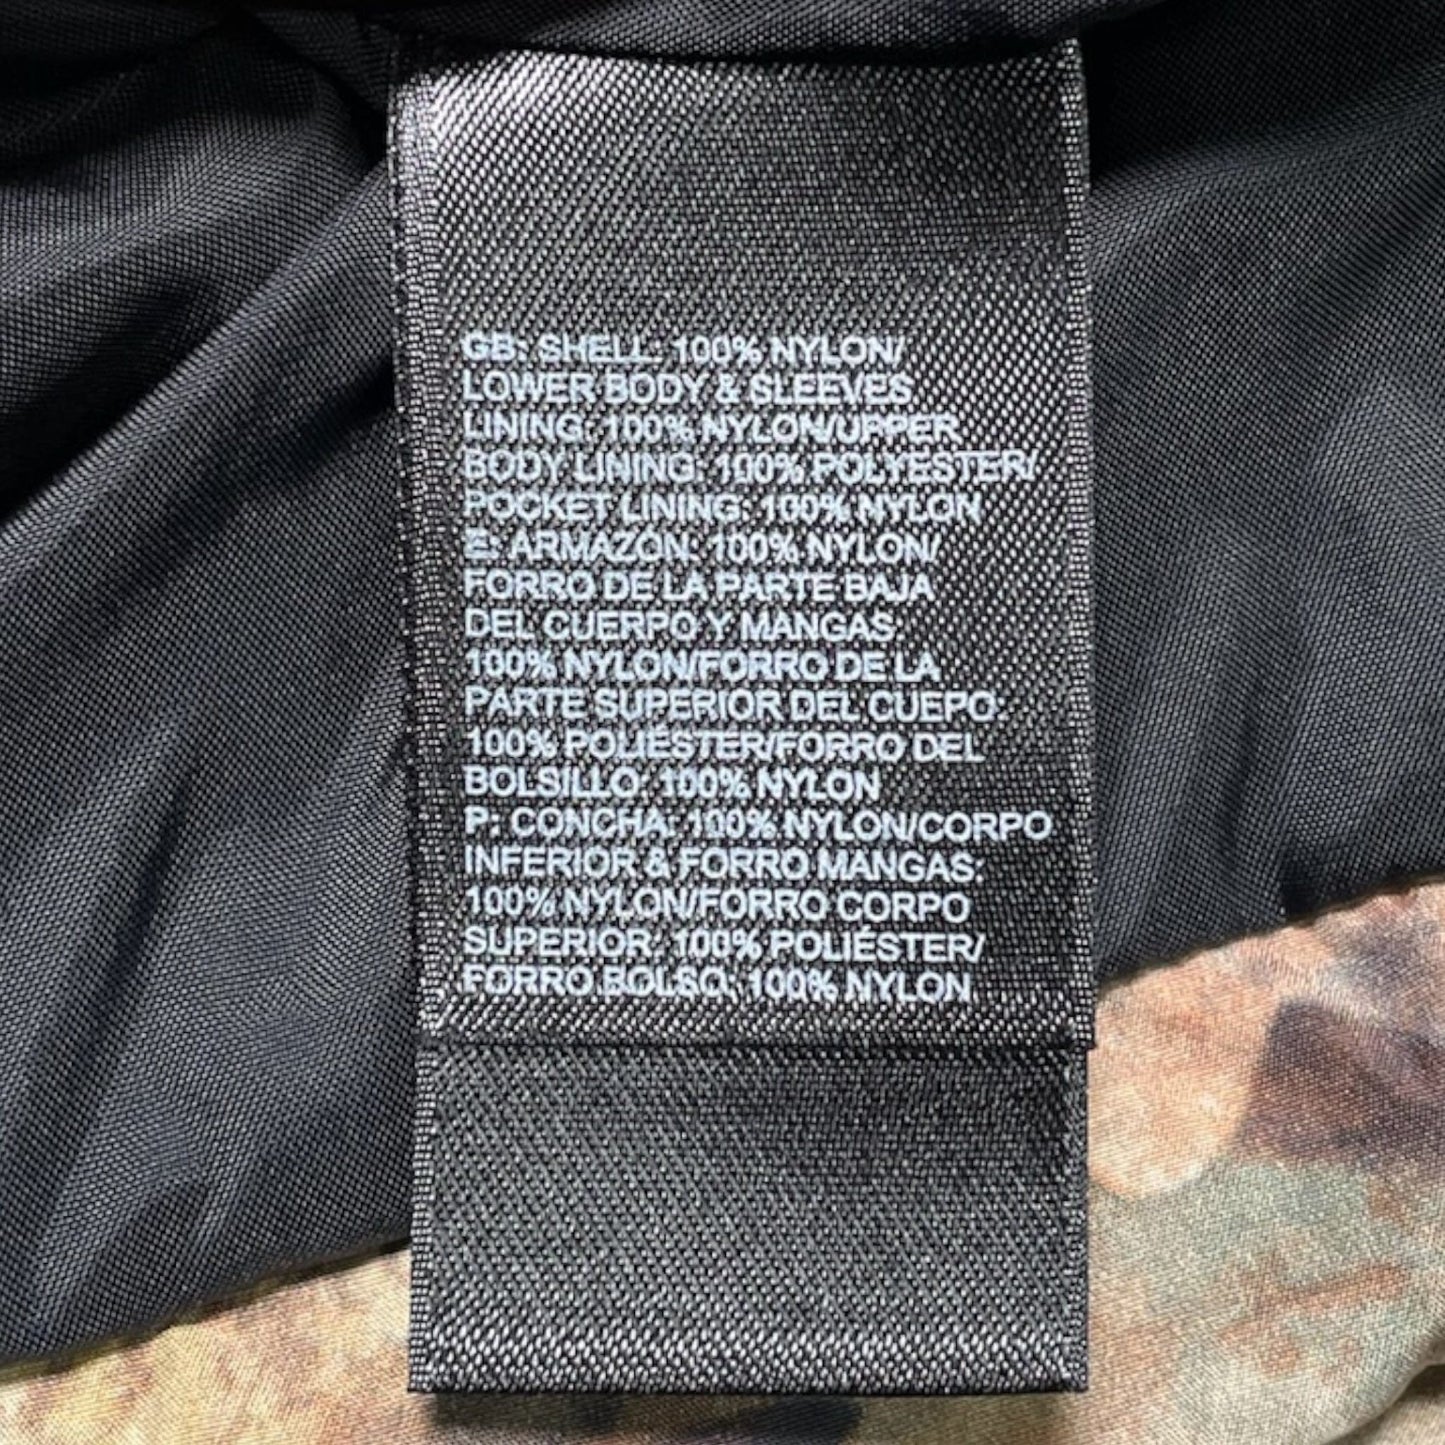 GB: SHELL: 100% NYLON/
LOWER BODY & SLEEVES
LINING: 100% NYLON/UPPER
BODY LINING: 100% POLYESTER/
POCKET LINING: 100% NYLON
E: ARMAZÓN: 100% NYLON/
FORRO DE LA PARTE BAJA
DEL CUERPO Y MANGAS
100% NYLON/FORRO DE LA
PARTE SUPERIOR DEL CUEPO:
100% POLIÉSTER/FORRO DEL
BOLSILLO: 100% NYLON
P: CONCHA: 100% NYLON/CORPO
INFERIOR & FORRO MANGAS:
100% NYLON/FORRO CORPO
SUPERIOR: 100% POLIÉSTER/
FORRO BOLSO: 100% NYLON